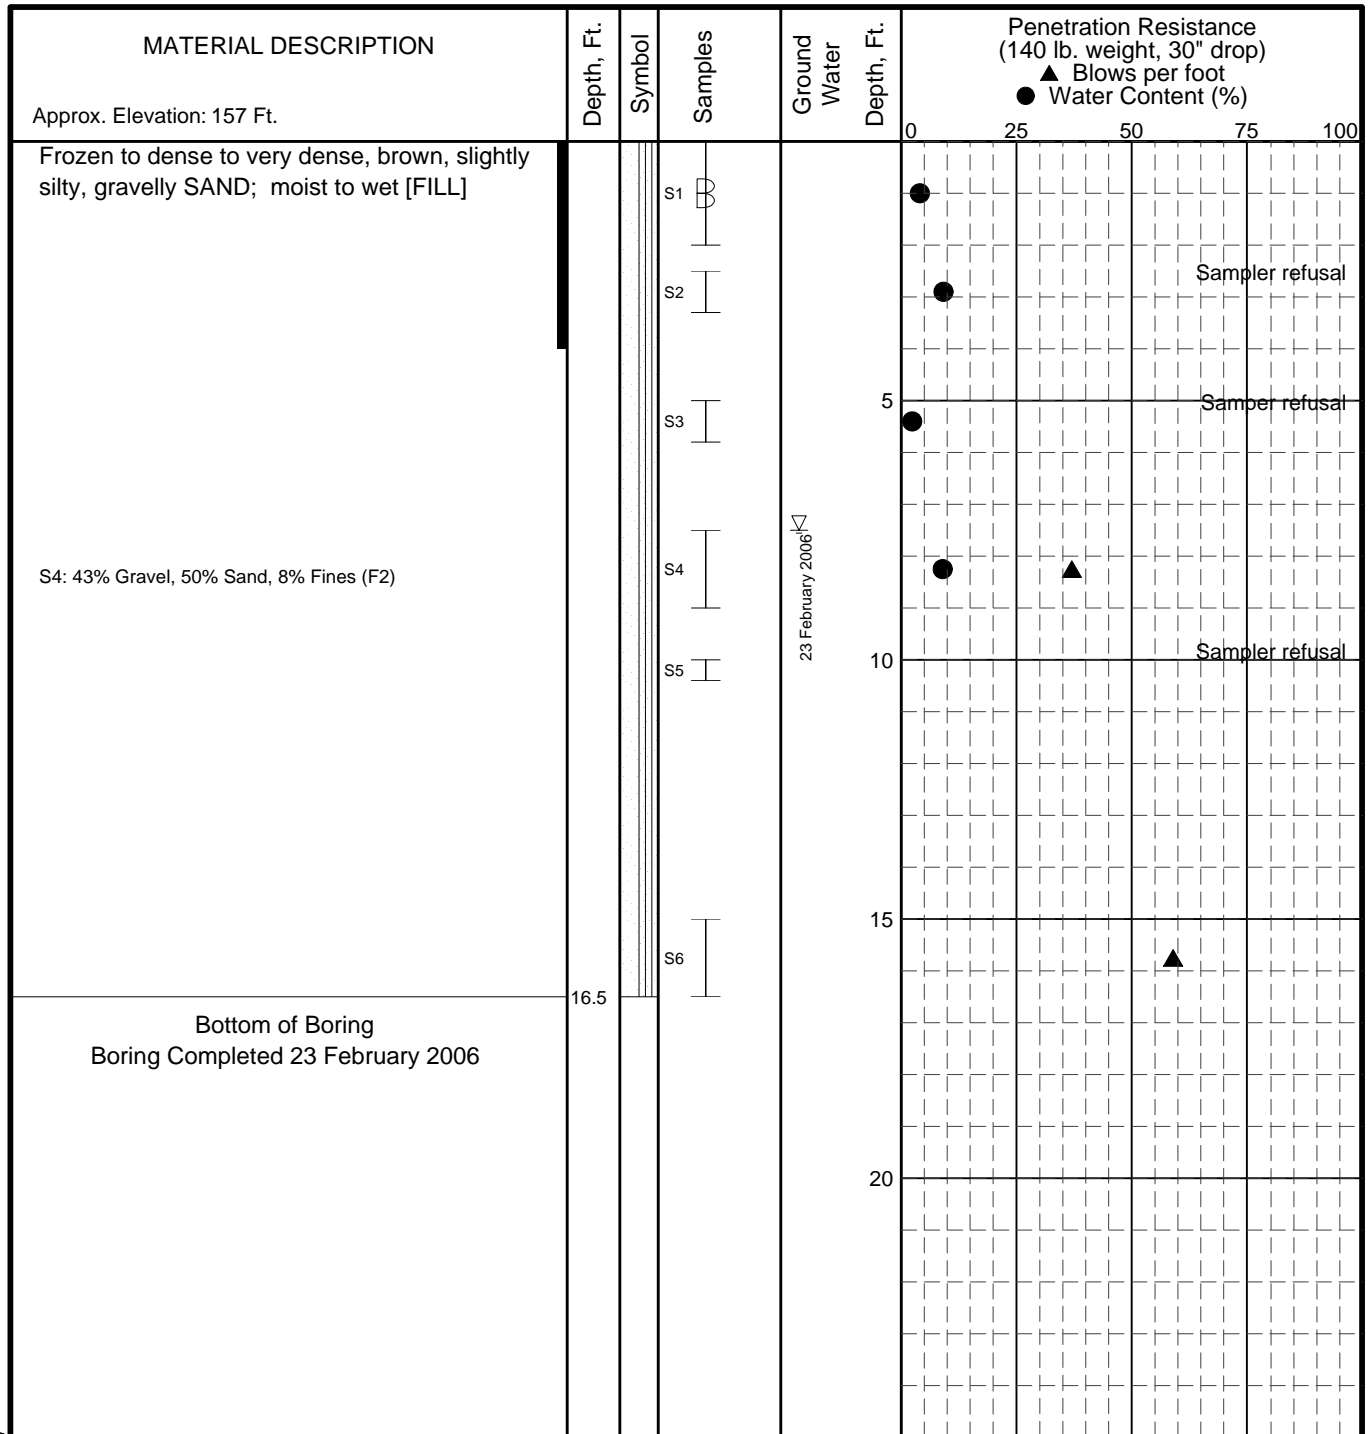 MATERIAL DESCRIPTION
Approx. Elevation: 157 Ft.
Depth, Ft.
Symbol
Samples
Ground
Water
Depth, Ft.
Penetration Resistance
(140 lb. weight, 30" drop)
▲ Blows per foot
● Water Content (%)
0 25 50 75 100
Frozen to dense to very dense, brown, slightly
silty, gravelly SAND; moist to wet [FILL]
S1
Sampler refusal
S2
5
Samper refusal
S3
23 February 2006
S4: 43% Gravel, 50% Sand, 8% Fines (F2)
S4
10
Sampler refusal
S5
15
S6
16.5
Bottom of Boring
Boring Completed 23 February 2006
20